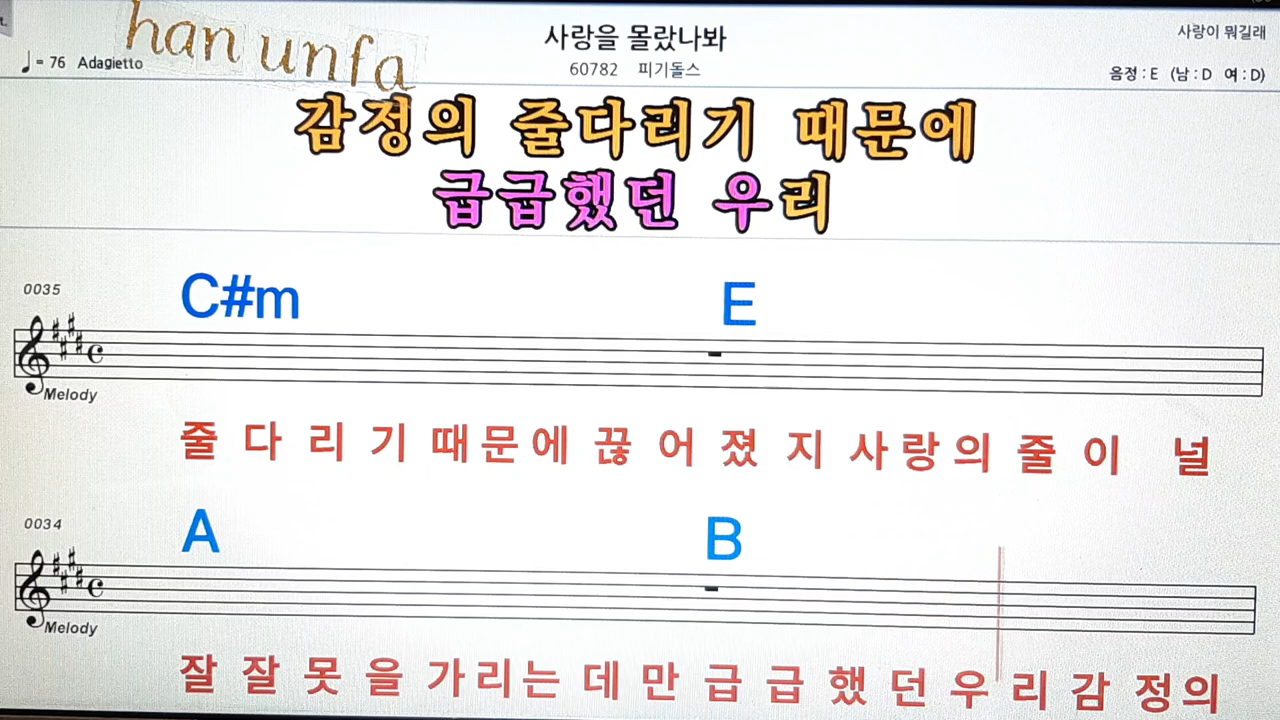 han unfa
사랑을 몰랐나봐
사랑이 뭐길래
♩= 76 Adagietto
60782 피기돌스
음정 : E (남 : D 여 : D)
감정의 줄다리기 때문에
급급했던 우리
0035
C#m E
Melody
줄 다 리 기 때 문 에 끊 어 졌 지 사 랑 의 줄 이 널
0034
A B
Melody
잘 잘 못 을 가 리 는 데 만 급 급 했 던 우 리 감 정 의